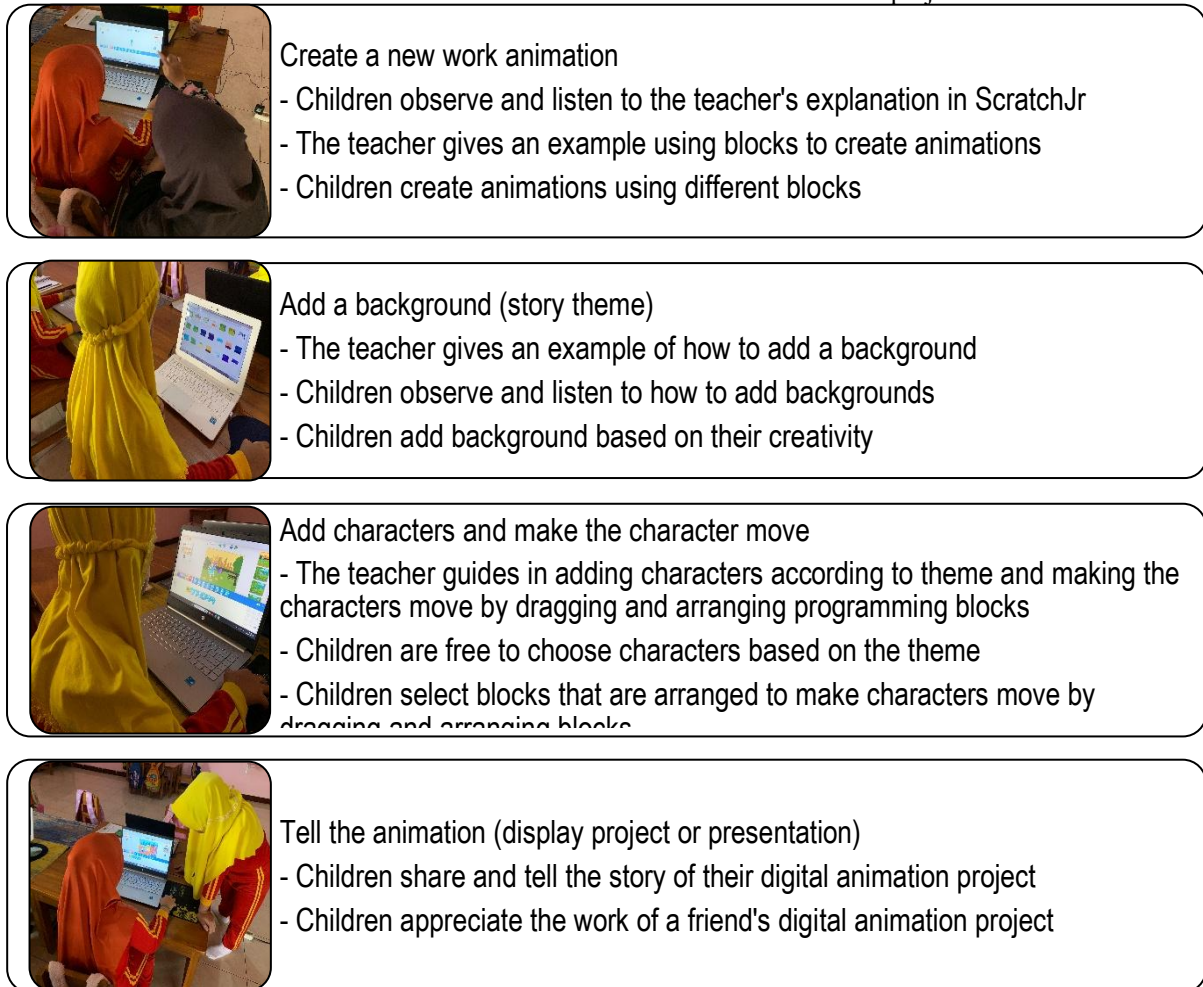 Create a new work animation
- Children observe and listen to the teacher's explanation in ScratchJr
- The teacher gives an example using blocks to create animations
- Children create animations using different blocks
Add a background (story theme)
- The teacher gives an example of how to add a background
- Children observe and listen to how to add backgrounds
- Children add background based on their creativity
Add characters and make the character move
- The teacher guides in adding characters according to theme and making the
characters move by dragging and arranging programming blocks
- Children are free to choose characters based on the theme
- Children select blocks that are arranged to make characters move by
dragging and arranging blocks
Tell the animation (display project or presentation)
- Children share and tell the story of their digital animation project
- Children appreciate the work of a friend's digital animation project